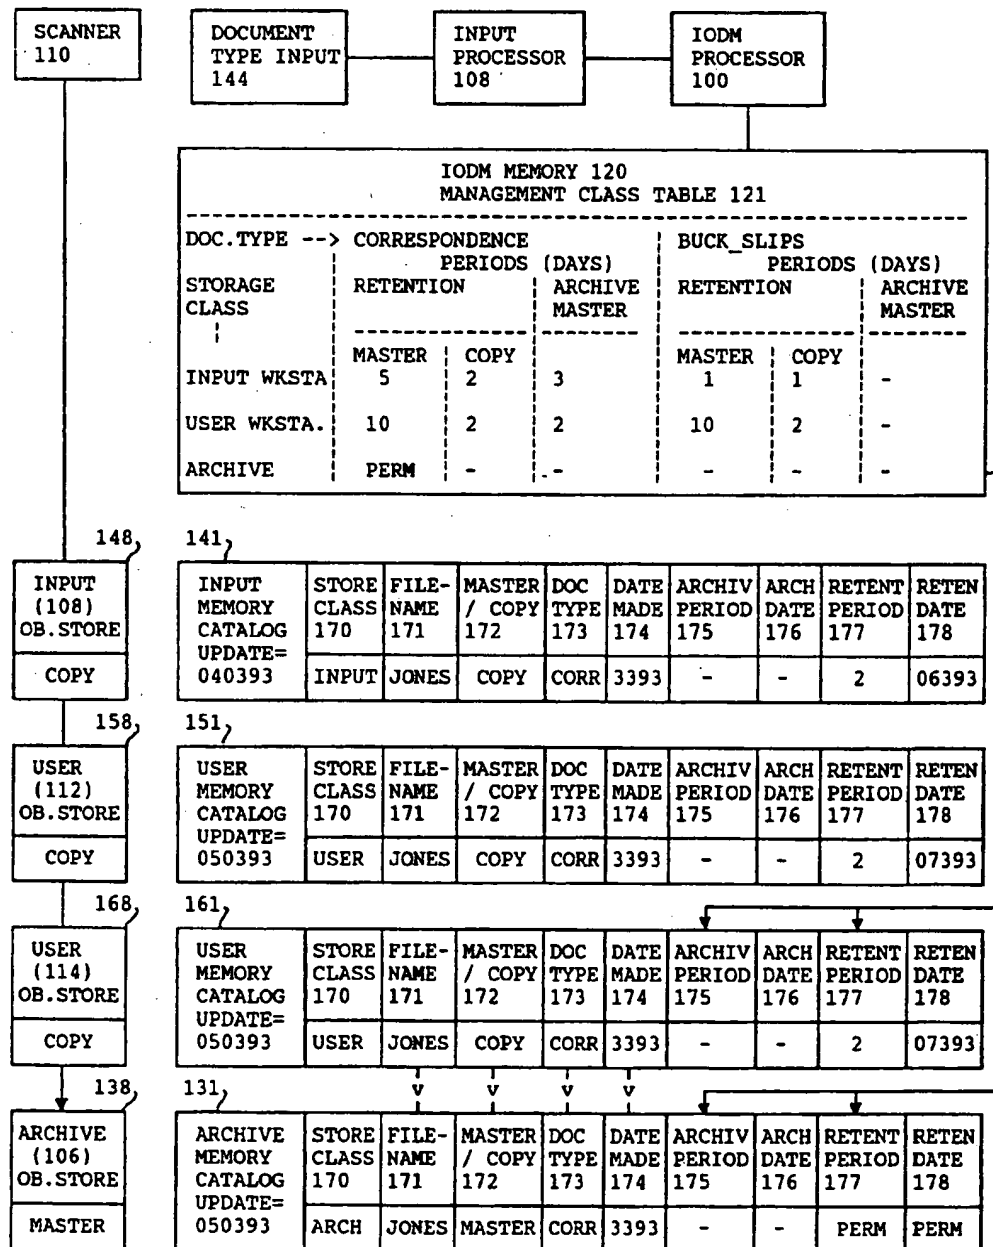 SCANNER
110
DOCUMENT
TYPE INPUT
144
INPUT
PROCESSOR
108
IODM
PROCESSOR
100
IODM MEMORY 120
MANAGEMENT CLASS TABLE 121
DOC.TYPE --> CORRESPONDENCE BUCK_SLIPS
PERIODS (DAYS) PERIODS (DAYS)
STORAGE RETENTION ARCHIVE RETENTION ARCHIVE
CLASS MASTER MASTER
MASTER COPY MASTER COPY
INPUT WKSTA 5 2 3 1 1 -
USER WKSTA. 10 2 2 10 2 -
ARCHIVE PERM - - - - -
148 141
INPUT
(108)
OB.STORE
COPY
INPUT STORE FILE- MASTER DOC DATE ARCHIV ARCH RETENT RETEN
MEMORY CLASS NAME / COPY TYPE MADE PERIOD DATE PERIOD DATE
CATALOG 170 171 172 173 174 175 176 177 178
UPDATE=
040393 INPUT JONES COPY CORR 3393 - - 2 06393
158 151
USER
(112)
OB.STORE
COPY
USER STORE FILE- MASTER DOC DATE ARCHIV ARCH RETENT RETEN
MEMORY CLASS NAME / COPY TYPE MADE PERIOD DATE PERIOD DATE
CATALOG 170 171 172 173 174 175 176 177 178
UPDATE=
050393 USER JONES COPY CORR 3393 - - 2 07393
168 161
USER
(114)
OB.STORE
COPY
USER STORE FILE- MASTER DOC DATE ARCHIV ARCH RETENT RETEN
MEMORY CLASS NAME / COPY TYPE MADE PERIOD DATE PERIOD DATE
CATALOG 170 171 172 173 174 175 176 177 178
UPDATE=
050393 USER JONES COPY CORR 3393 - - 2 07393
138 131
ARCHIVE
(106)
OB.STORE
MASTER
ARCHIVE STORE FILE- MASTER DOC DATE ARCHIV ARCH RETENT RETEN
MEMORY CLASS NAME / COPY TYPE MADE PERIOD DATE PERIOD DATE
CATALOG 170 171 172 173 174 175 176 177 178
UPDATE=
050393 ARCH JONES MASTER CORR 3393 - - PERM PERM